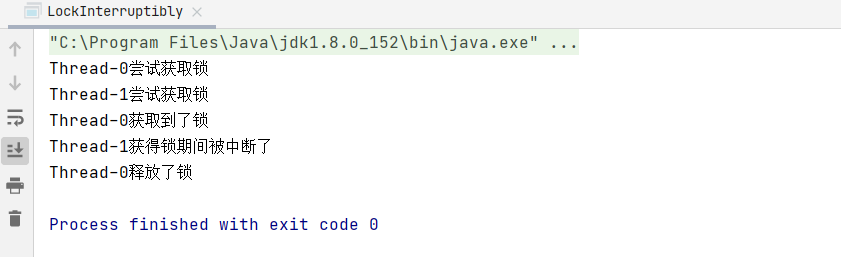 LockInterruptibly
"C:\Program Files\Java\jdk1.8.0_152\bin\java.exe" ...
Thread-0尝试获取锁
Thread-1尝试获取锁
Thread-0获取到了锁
Thread-1获得锁期间被中断了
Thread-0释放了锁
Process finished with exit code 0